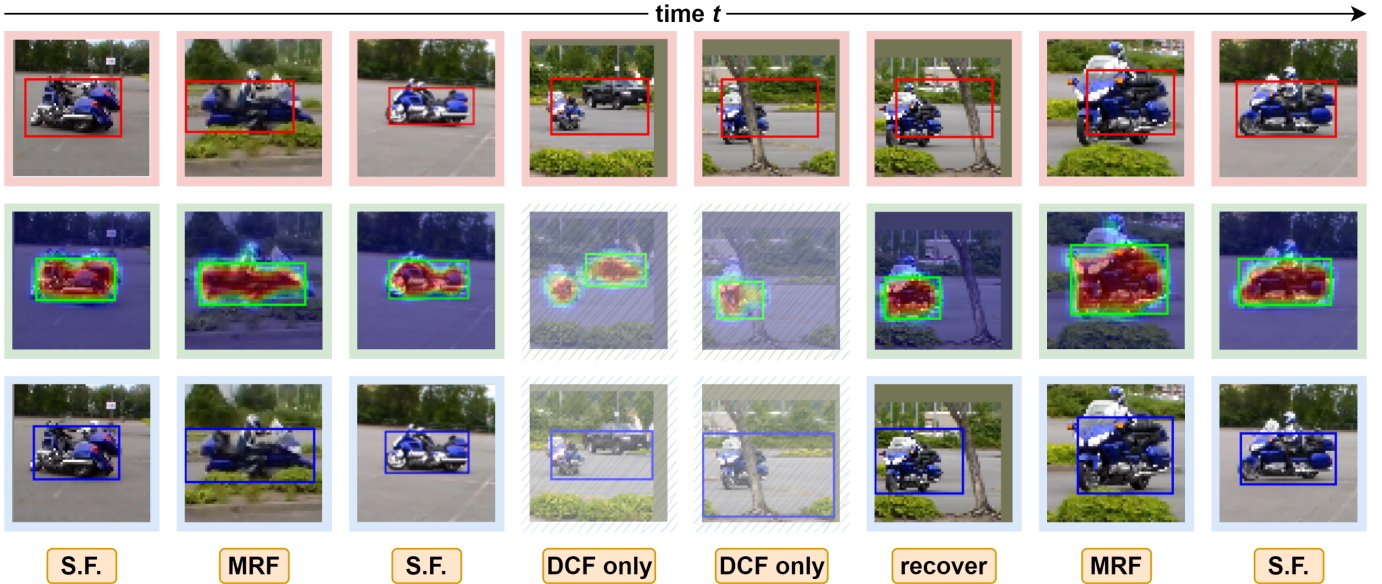 time t
S.F.
MRF
S.F.
DCF only
DCF only
recover
MRF
S.F.